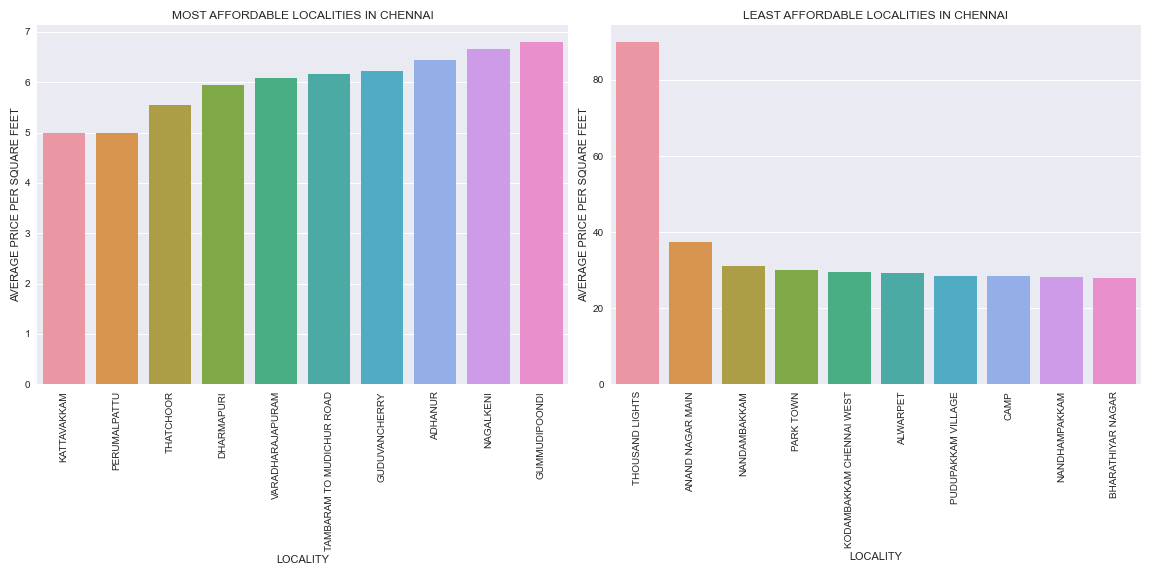 MOST AFFORDABLE LOCALITIES IN CHENNAI
AVERAGE PRICE PER SQUARE FEET
7
6
5
4
3
2
1
0
KATTAVAKKAM
PERUMALPATTU
THATCHOOR
DHARMAPURI
VARADHARAJAPURAM
TAMBARAM TO MUDICHUR ROAD
GUDUVANCHERRY
ADHANUR
NAGALKENI
GUMMUDIPOONDI
LOCALITY
LEAST AFFORDABLE LOCALITIES IN CHENNAI
AVERAGE PRICE PER SQUARE FEET
80
60
40
20
0
THOUSAND LIGHTS
ANAND NAGAR MAIN
NANDAMBAKKAM
PARK TOWN
KODAMBAKKAM CHENNAI WEST
ALWARPET
PUDUPAKKAM VILLAGE
CAMP
NANDHAMPAKKAM
BHARATHIYAR NAGAR
LOCALITY